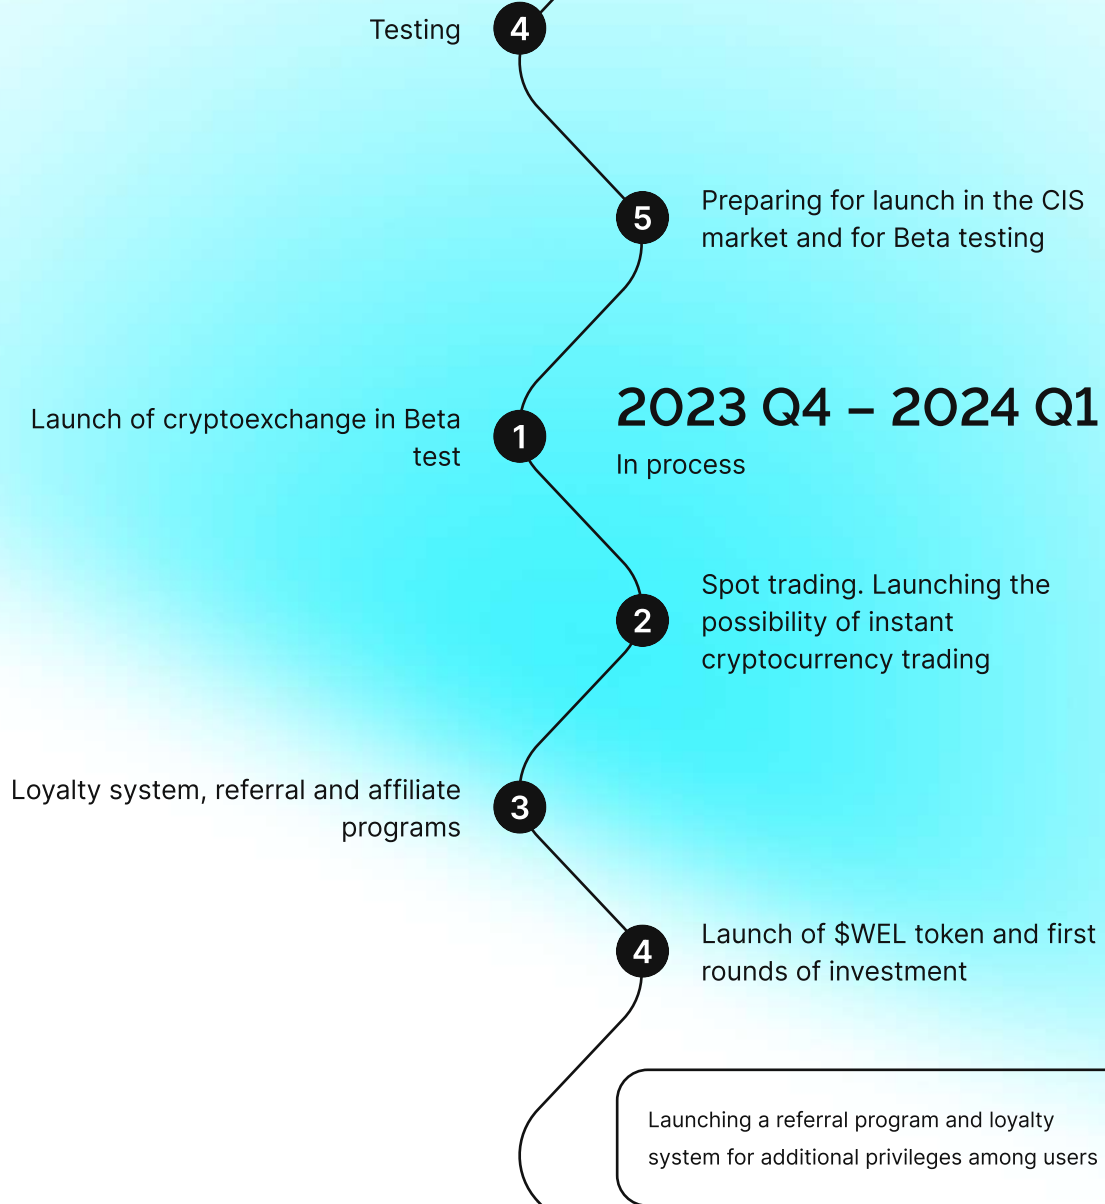 Testing
4
5
Preparing for launch in the CIS
market and for Beta testing
2023 Q4 – 2024 Q1
In process
Launch of cryptoexchange in Beta
test
1
2
Spot trading. Launching the
possibility of instant
cryptocurrency trading
Loyalty system, referral and affiliate
programs
3
4
Launch of $WEL token and first
rounds of investment
Launching a referral program and loyalty
system for additional privileges among users